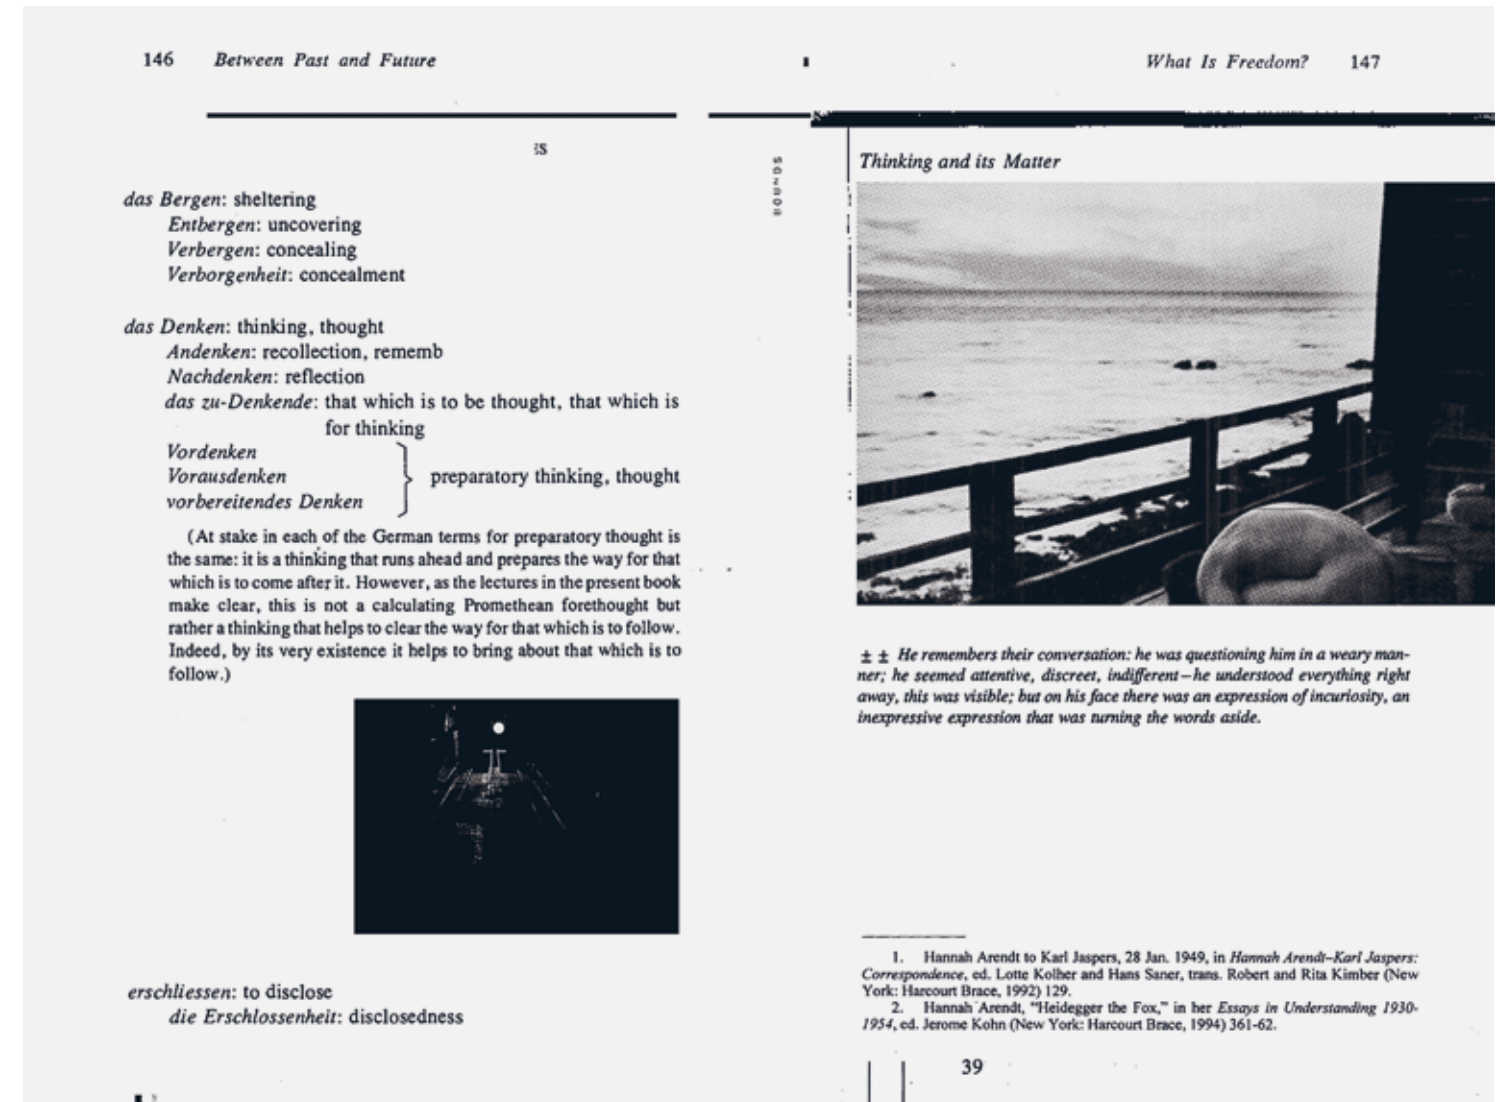 146 Between Past and Future
das Bergen: sheltering
Entbergen: uncovering
Verbergen: concealing
Verborgenheit: concealment
das Denken: thinking, thought
Andenken: recollection, rememb
Nachdenken: reflection
das zu-Denkende: that which is to be thought, that which is
for thinking
Vordenken
Vorausdenken
vorbereitendes Denken
preparatory thinking, thought
(At stake in each of the German terms for preparatory thought is
the same: it is a thinking that runs ahead and prepares the way for that
which is to come after it. However, as the lectures in the present book
make clear, this is not a calculating Promethean forethought but
rather a thinking that helps to clear the way for that which is to follow.
Indeed, by its very existence it helps to bring about that which is to
follow.)
erschliessen: to disclose
die Erschlossenheit: disclosedness
What Is Freedom? 147
Thinking and its Matter
± ± He remembers their conversation: he was questioning him in a weary man-
ner; he seemed attentive, discreet, indifferent—he understood everything right
away, this was visible; but on his face there was an expression of incuriosity, an
inexpressive expression that was turning the words aside.
1. Hannah Arendt to Karl Jaspers, 28 Jan. 1949, in Hannah Arendt–Karl Jaspers:
Correspondence, ed. Lotte Kolher and Hans Saner, trans. Robert and Rita Kimber (New
York: Harcourt Brace, 1992) 129.
2. Hannah Arendt, “Heidegger the Fox,” in her Essays in Understanding 1930-
1954, ed. Jerome Kohn (New York: Harcourt Brace, 1994) 361-62.
39